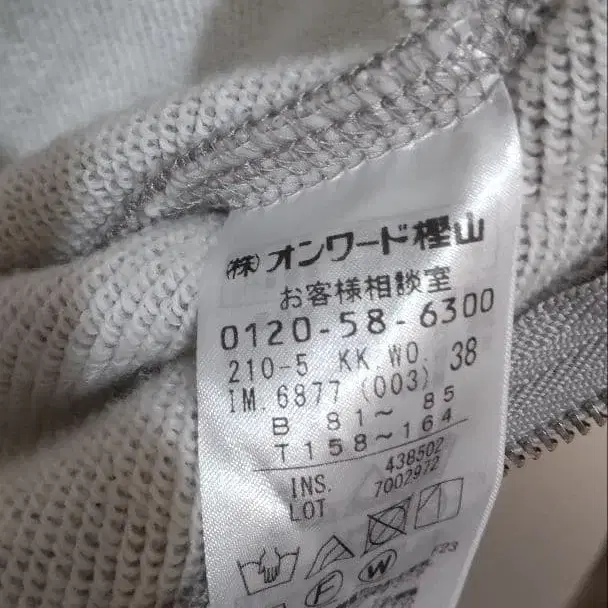 (株)オンワード樫山
お客様相談室
0120-58-6300
210-5 KK WO. 38
IM.6877 (003)
B 81～ 85
T158～164
INS. 438502
LOT 7002972
F W
F23